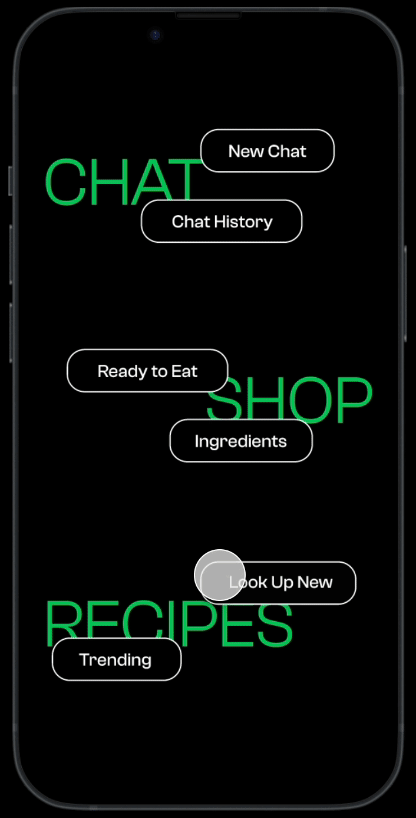 New Chat
CHAT
Chat History
Ready to Eat
SHOP
Ingredients
Look Up New
RECIPES
Trending